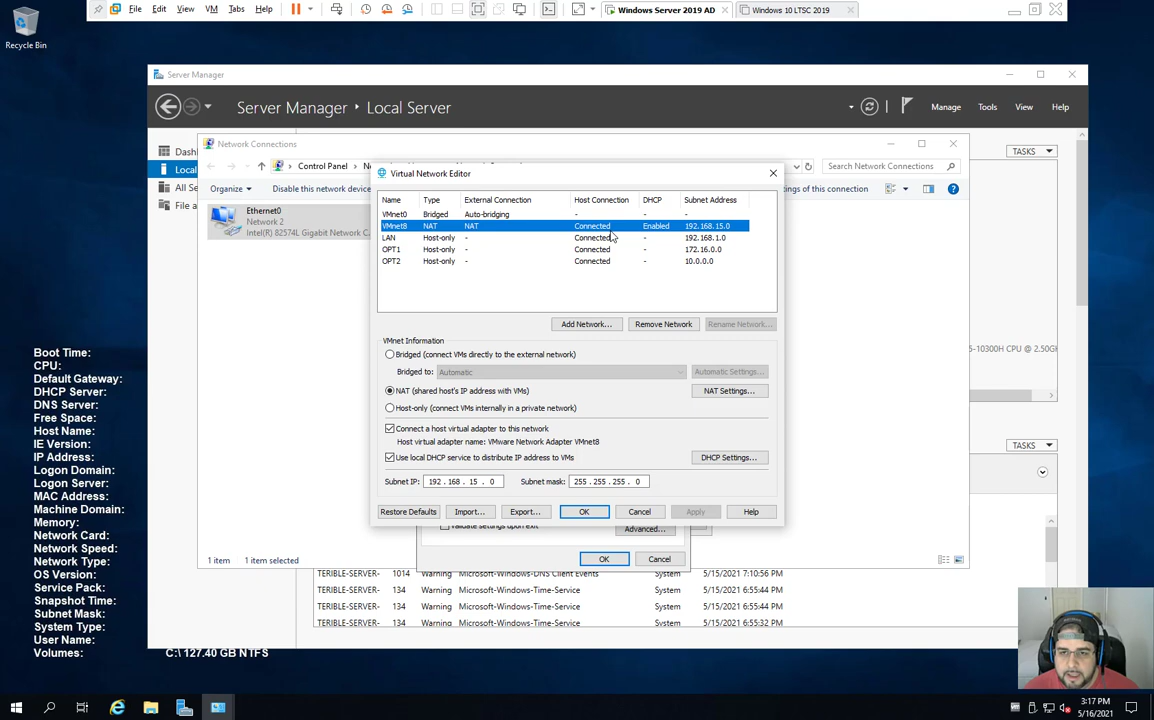 File Edit View VM Tabs Help
Windows Server 2019 AD
Windows 10 LTSC 2019
Recycle Bin
Server Manager
Server Manager Local Server
Manage Tools View Help
Network Connections
TASKS
Control Panel
Search Network Connections
Organize
Disable this network device
Ethernet0
Network 2
Intel(R) 82574L Gigabit Network C...
Virtual Network Editor
Name Type External Connection Host Connection DHCP Subnet Address
VMnet0 Bridged Auto-bridging - - -
VMnet8 NAT NAT Connected Enabled 192.168.15.0
LAN Host-only - Connected - 192.168.1.0
OPT1 Host-only - Connected - 172.16.0.0
OPT2 Host-only - Connected - 10.0.0.0
Add Network... Remove Network Rename Network...
VMnet Information
Bridged (connect VMs directly to the external network)
Bridged to: Automatic Automatic Settings...
NAT (shared host's IP address with VMs) NAT Settings...
Host-only (connect VMs internally in a private network)
Connect a host virtual adapter to this network
Host virtual adapter name: VMware Network Adapter VMnet8
Use local DHCP service to distribute IP address to VMs DHCP Settings...
Subnet IP: 192 . 168 . 15 . 0 Subnet mask: 255 . 255 . 255 . 0
Restore Defaults Import... Export... OK Cancel Apply Help
Validate settings upon exit
Advanced...
OK Cancel
1 item 1 item selected
-10300H CPU @ 2.50G
TASKS
TERIBLE-SERVER- 1014 Warning Microsoft-Windows-DNS Client Events System 5/15/2021 7:10:56 PM
TERIBLE-SERVER- 134 Warning Microsoft-Windows-Time-Service System 5/15/2021 6:55:44 PM
TERIBLE-SERVER- 134 Warning Microsoft-Windows-Time-Service System 5/15/2021 6:55:44 PM
TERIBLE-SERVER- 134 Warning Microsoft-Windows-Time-Service System 5/15/2021 6:55:32 PM
Boot Time:
CPU:
Default Gateway:
DHCP Server:
DNS Server:
Free Space:
Host Name:
IE Version:
IP Address:
Logon Domain:
Logon Server:
MAC Address:
Machine Domain:
Memory:
Network Card:
Network Speed:
Network Type:
OS Version:
Service Pack:
Snapshot Time:
Subnet Mask:
System Type:
User Name:
Volumes: C:\ 127.40 GB NTFS
3:17 PM
5/16/2021